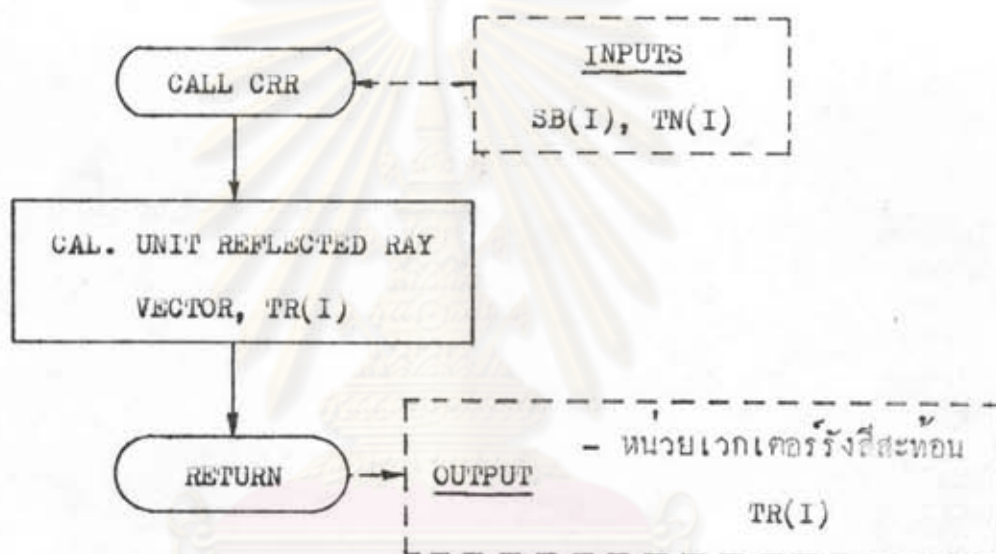 CALL CRR
INPUTS
SB(I), TN(I)
CAL. UNIT REFLECTED RAY
VECTOR, TR(I)
RETURN
OUTPUT
- หน่วยเวกเตอร์รังสีสะท้อน
TR(I)